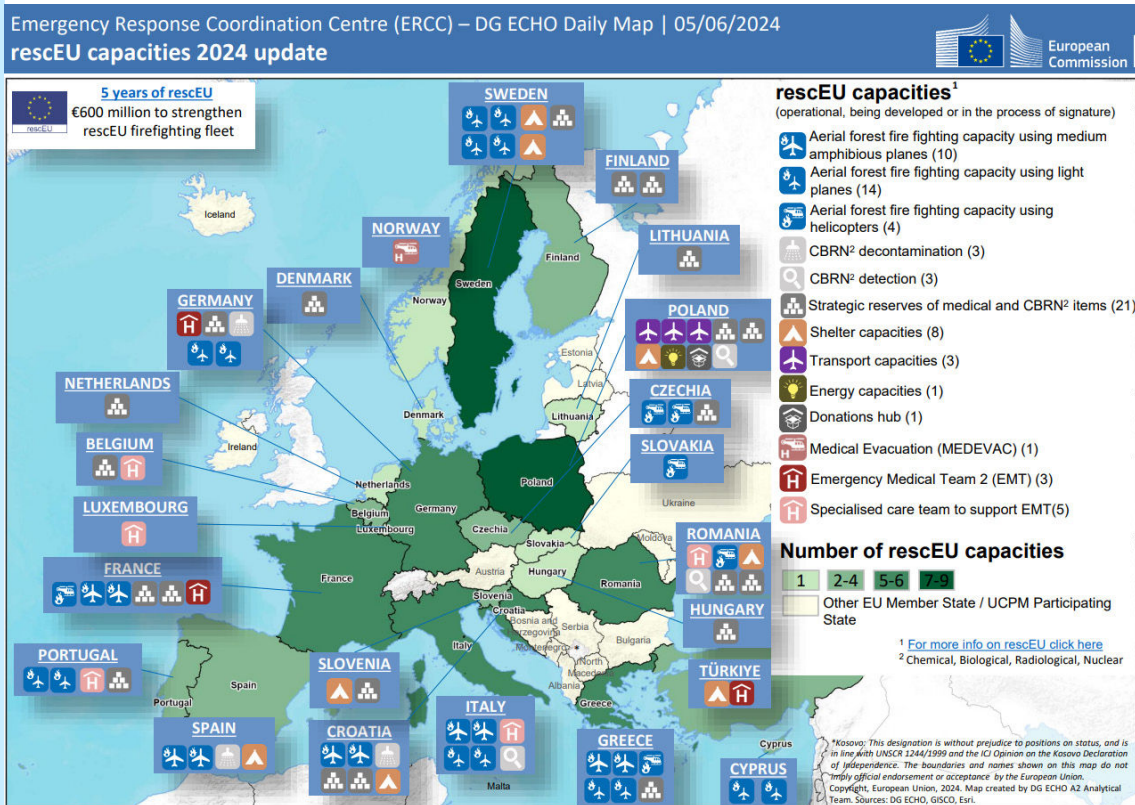 Emergency Response Coordination Centre (ERCC) – DG ECHO Daily Map | 05/06/2024
rescEU capacities 2024 update
European
Commission
rescEU
5 years of rescEU
€600 million to strengthen
rescEU firefighting fleet
SWEDEN
FINLAND
NORWAY
LITHUANIA
DENMARK
GERMANY
POLAND
NETHERLANDS
CZECHIA
BELGIUM
SLOVAKIA
LUXEMBOURG
ROMANIA
FRANCE
HUNGARY
PORTUGAL
SLOVENIA
TÜRKIYE
SPAIN
CROATIA
ITALY
GREECE
CYPRUS
Iceland
Finland
Sweden
Norway
Estonia
Latvia
Denmark
Lithuania
Ireland
Netherlands
Poland
Germany
Belgium
Ukraine
Luxembourg
Czechia
Slovakia
Moldova
Austria
Hungary
France
Romania
Slovenia
Croatia
Bosnia and
Herzegovina
Serbia
Italy
Montenegro
*
Bulgaria
North
Macedonia
Albania
Spain
Portugal
Greece
Cyprus
Malta
rescEU capacities¹
(operational, being developed or in the process of signature)
Aerial forest fire fighting capacity using medium
amphibious planes (10)
Aerial forest fire fighting capacity using light
planes (14)
Aerial forest fire fighting capacity using
helicopters (4)
CBRN² decontamination (3)
CBRN² detection (3)
Strategic reserves of medical and CBRN² items (21)
Shelter capacities (8)
Transport capacities (3)
Energy capacities (1)
Donations hub (1)
Medical Evacuation (MEDEVAC) (1)
Emergency Medical Team 2 (EMT) (3)
Specialised care team to support EMT(5)
Number of rescEU capacities
1 2-4 5-6 7-9
Other EU Member State / UCPM Participating
State
¹ For more info on rescEU click here
² Chemical, Biological, Radiological, Nuclear
*Kosovo: This designation is without prejudice to positions on status, and is
in line with UNSCR 1244/1999 and the ICJ Opinion on the Kosovo Declaration
of Independence. The boundaries and names shown on this map do not
imply official endorsement or acceptance by the European Union.
Copyright, European Union, 2024. Map created by DG ECHO A2 Analytical
Team. Sources: DG ECHO, GISCO, Esri.